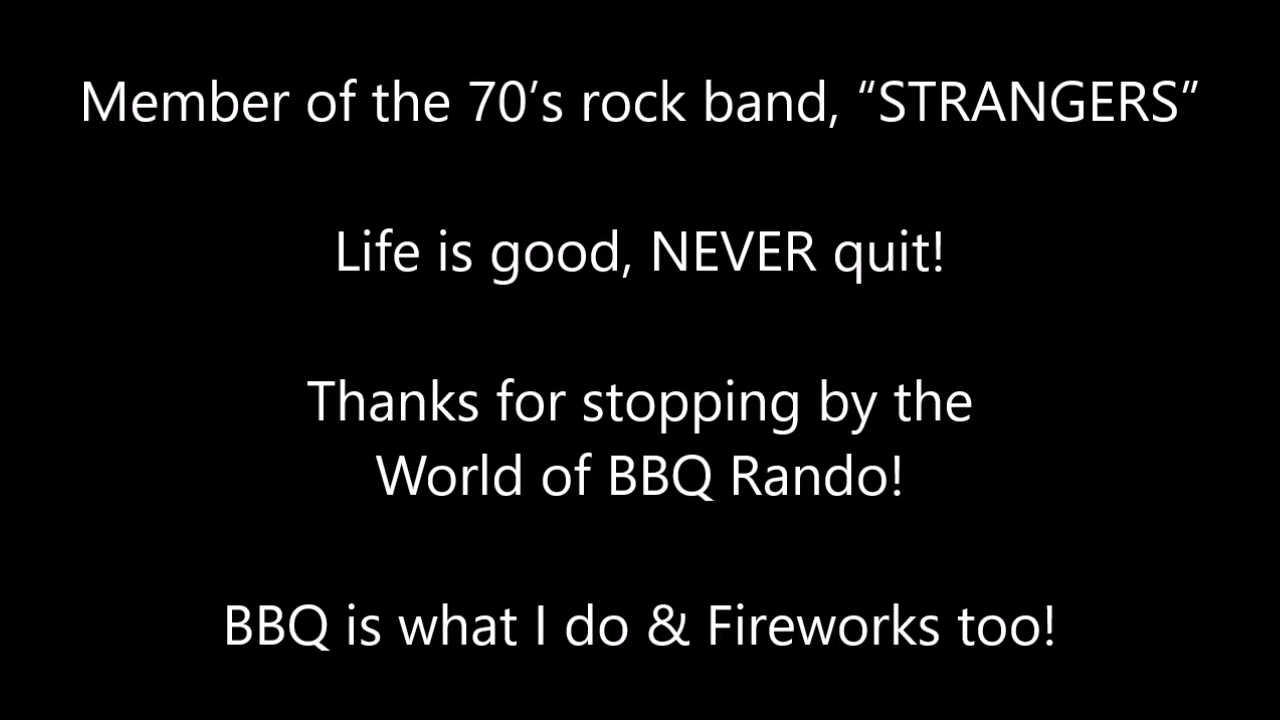 Member of the 70’s rock band, “STRANGERS”
Life is good, NEVER quit!
Thanks for stopping by the
World of BBQ Rando!
BBQ is what I do & Fireworks too!